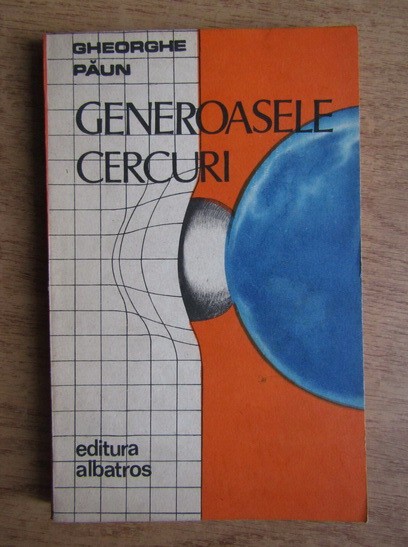 GHEORGHE
PĂUN
GENEROASELE
CERCURI
editura
albatros